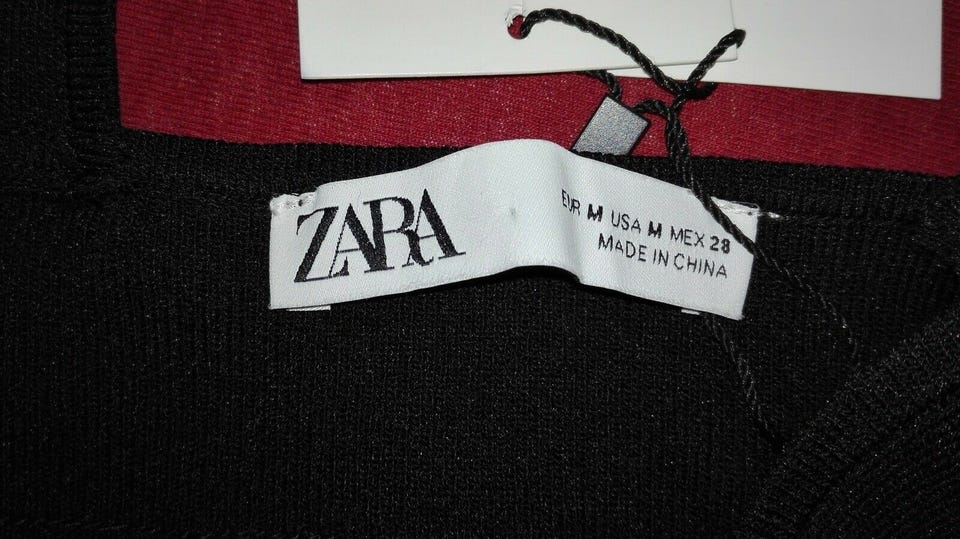 ZARA
EUR M USA M MEX 28
MADE IN CHINA